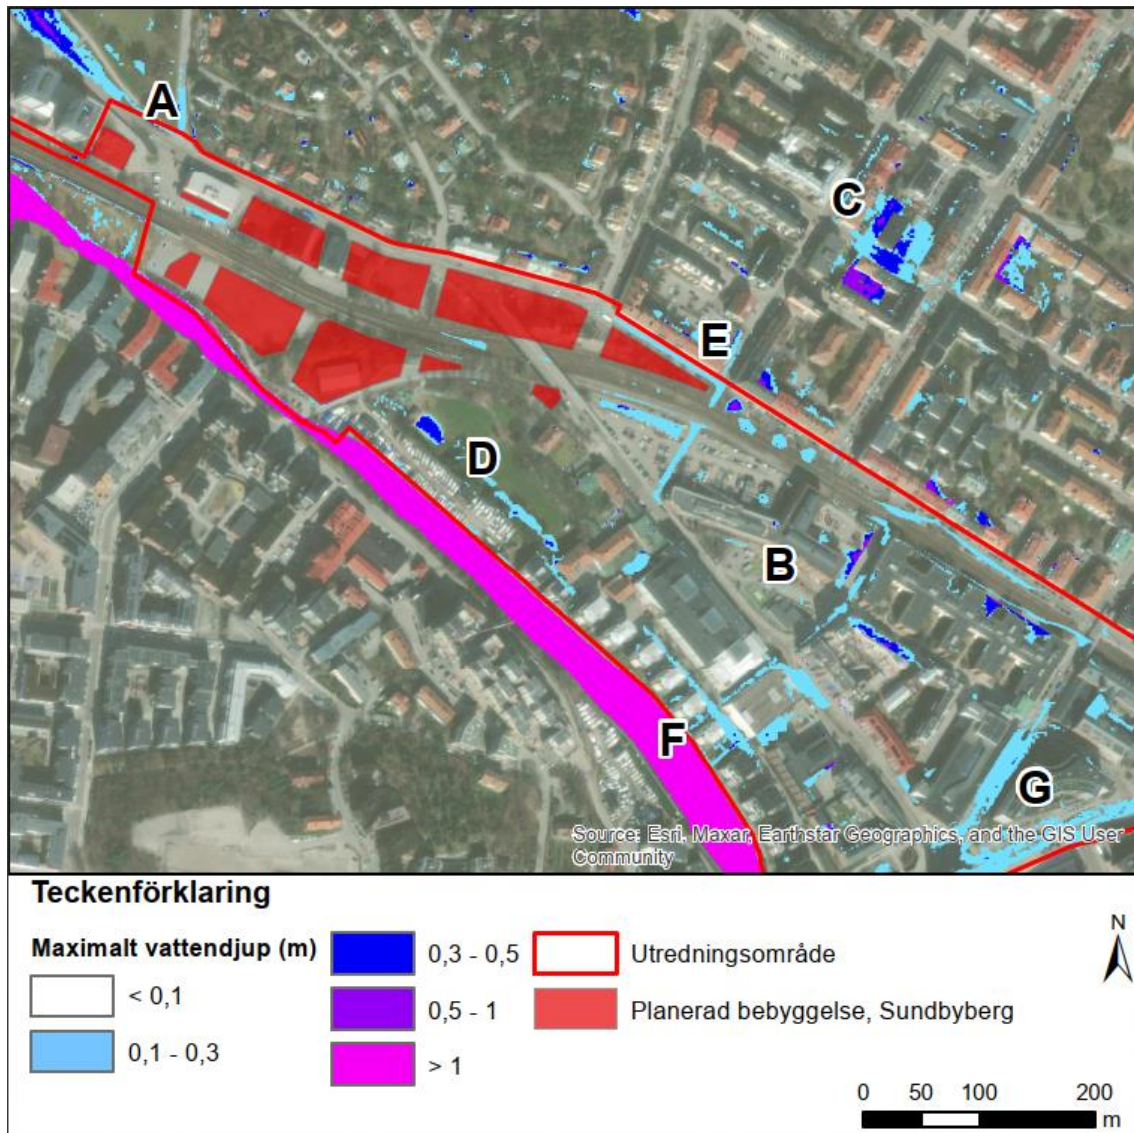 A
C
E
D
B
F
G
Source: Esri, Maxar, Earthstar Geographics, and the GIS User
Community
Teckenförklaring
Maximalt vattendjup (m)
< 0,1
0,1 - 0,3
0,3 - 0,5
0,5 - 1
> 1
Utredningsområde
Planerad bebyggelse, Sundbyberg
N
0 50 100 200
m